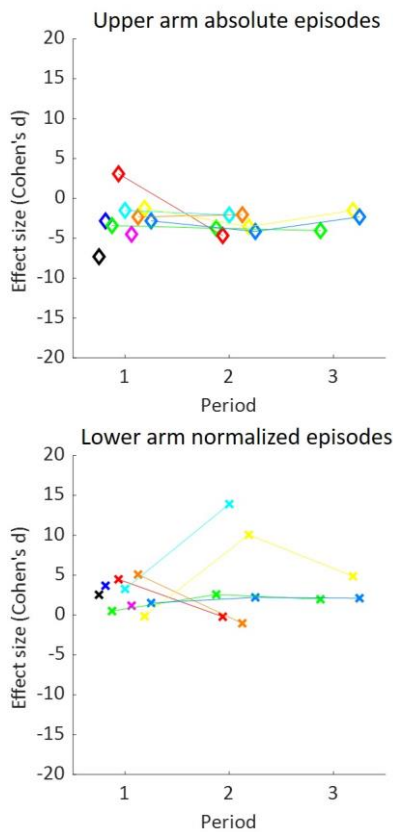 Upper arm absolute episodes
20
15
10
5
0
-5
-10
-15
-20
Effect size (Cohen's d)
1 2 3
Period
Lower arm normalized episodes
20
15
10
5
0
-5
-10
-15
-20
Effect size (Cohen's d)
1 2 3
Period